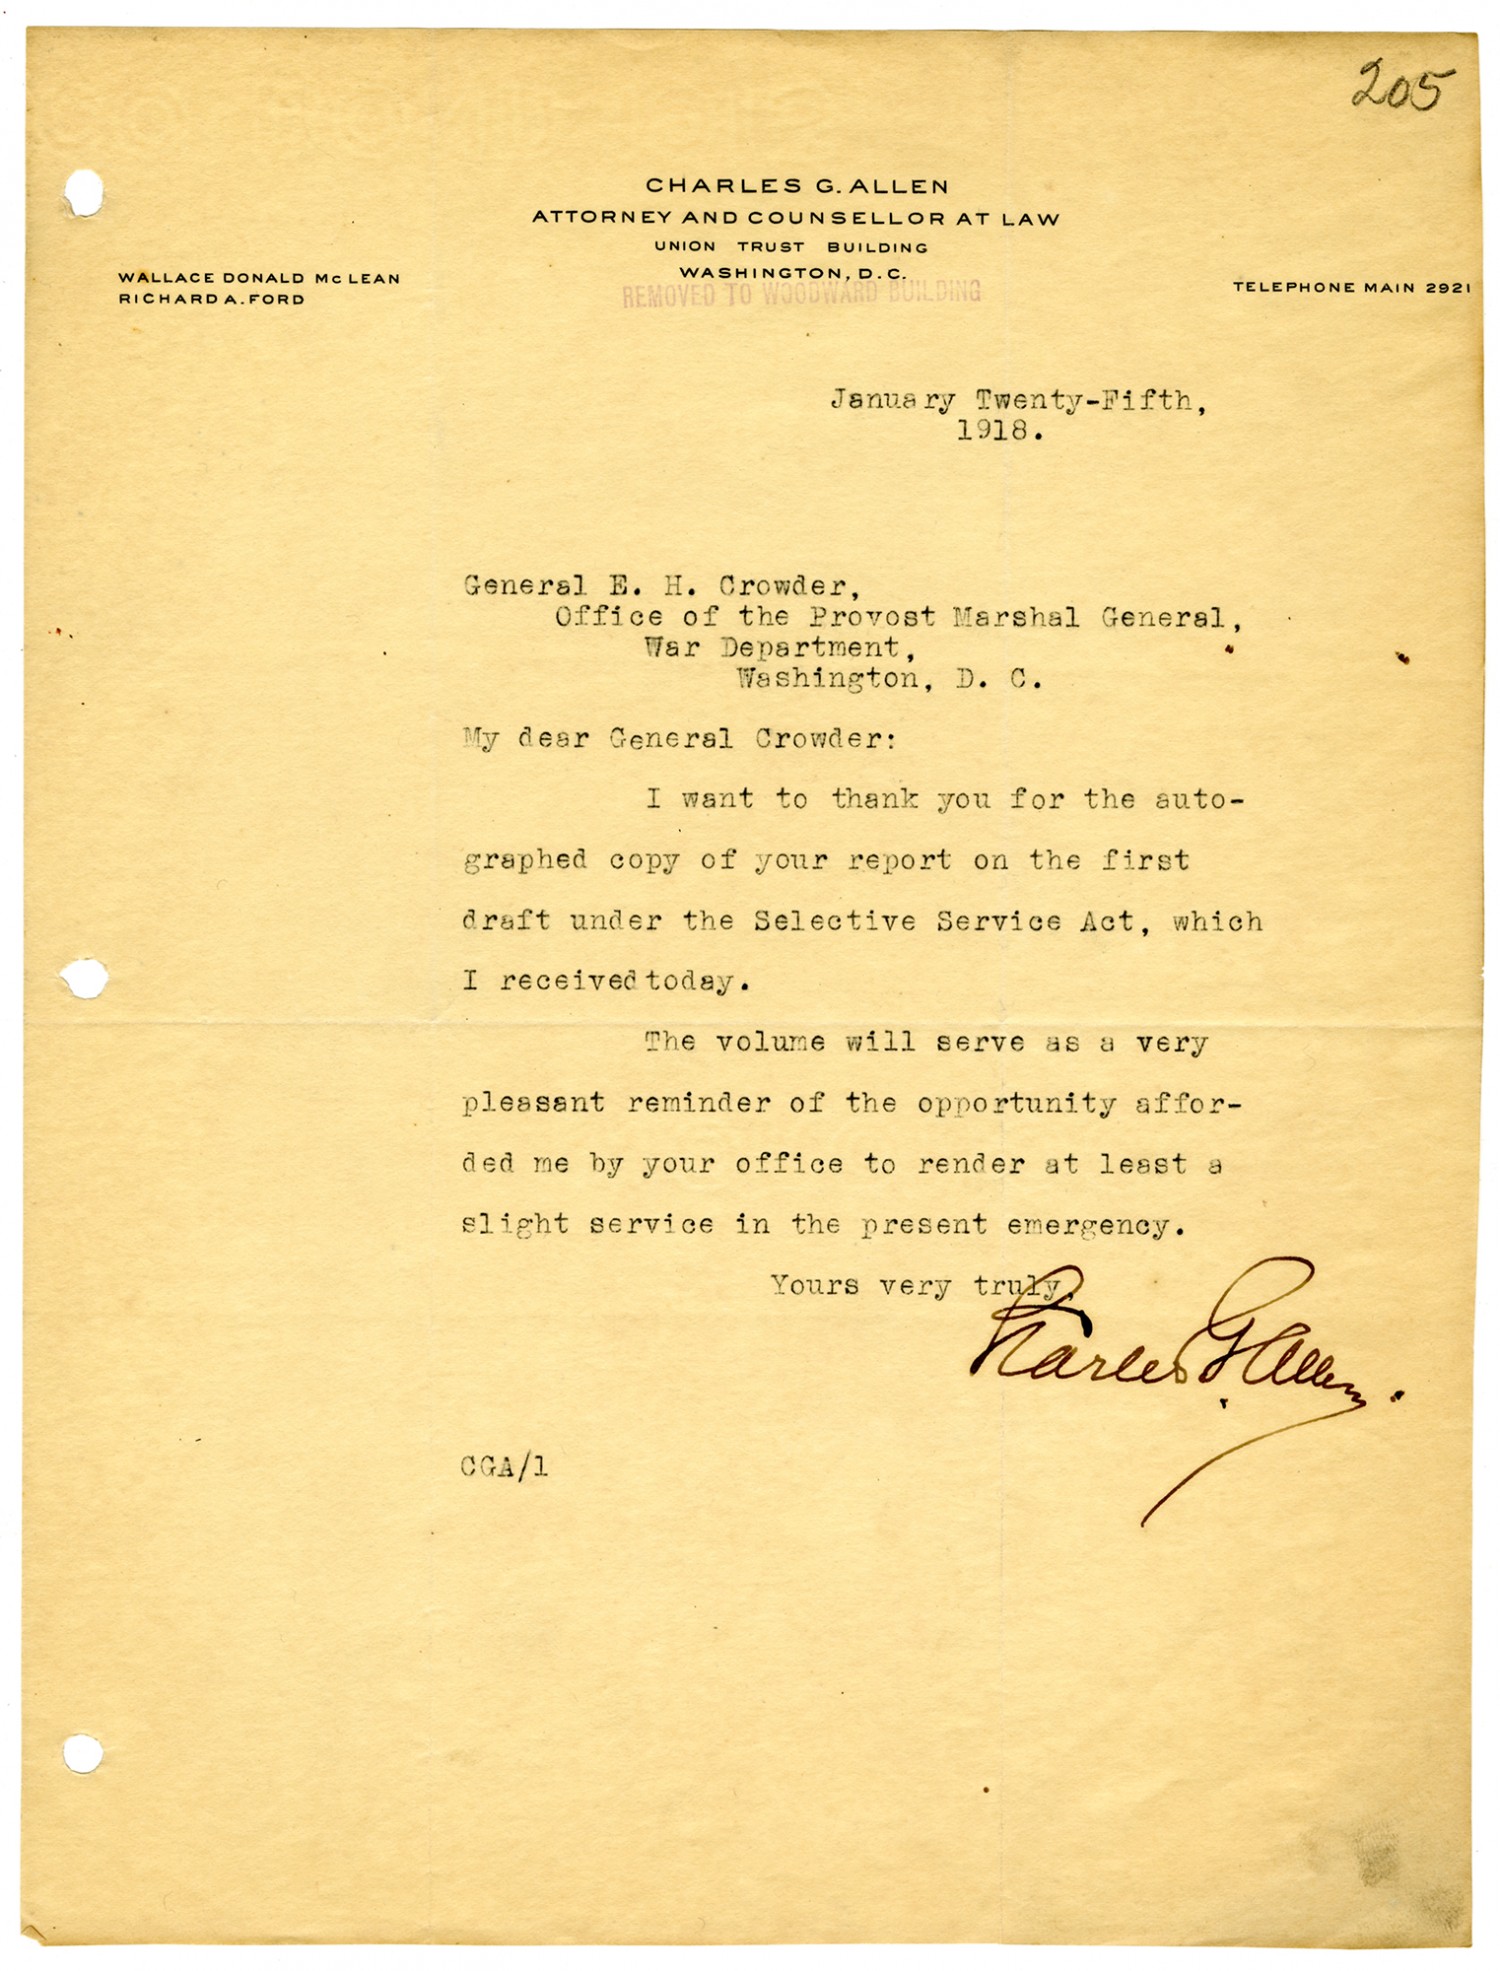 205
CHARLES G. ALLEN
ATTORNEY AND COUNSELLOR AT LAW
UNION TRUST BUILDING
WASHINGTON, D.C.
REMOVED TO WOODWARD BUILDING
WALLACE DONALD McLEAN
RICHARD A. FORD
TELEPHONE MAIN 2921
January Twenty-Fifth,
1918.
General E. H. Crowder,
Office of the Provost Marshal General,
War Department,
Washington, D. C.
My dear General Crowder:
I want to thank you for the auto-
graphed copy of your report on the first
draft under the Selective Service Act, which
I received today.
The volume will serve as a very
pleasant reminder of the opportunity affor-
ded me by your office to render at least a
slight service in the present emergency.
Yours very truly,
Charles G. Allen.
CGA/l